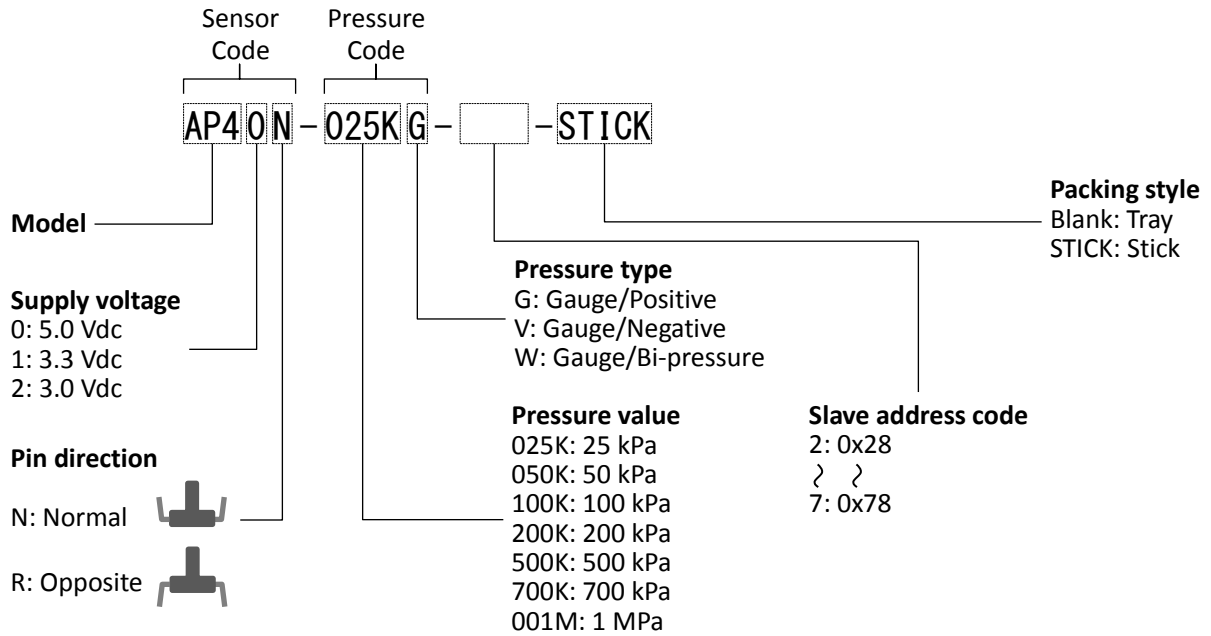 Sensor Code
Pressure Code
AP40N-025KG- -STICK
Model
Supply voltage
0: 5.0 Vdc
1: 3.3 Vdc
2: 3.0 Vdc
Pin direction
N: Normal
R: Opposite
Pressure type
G: Gauge/Positive
V: Gauge/Negative
W: Gauge/Bi-pressure
Pressure value
025K: 25 kPa
050K: 50 kPa
100K: 100 kPa
200K: 200 kPa
500K: 500 kPa
700K: 700 kPa
001M: 1 MPa
Slave address code
2: 0x28
≀ ≀
7: 0x78
Packing style
Blank: Tray
STICK: Stick